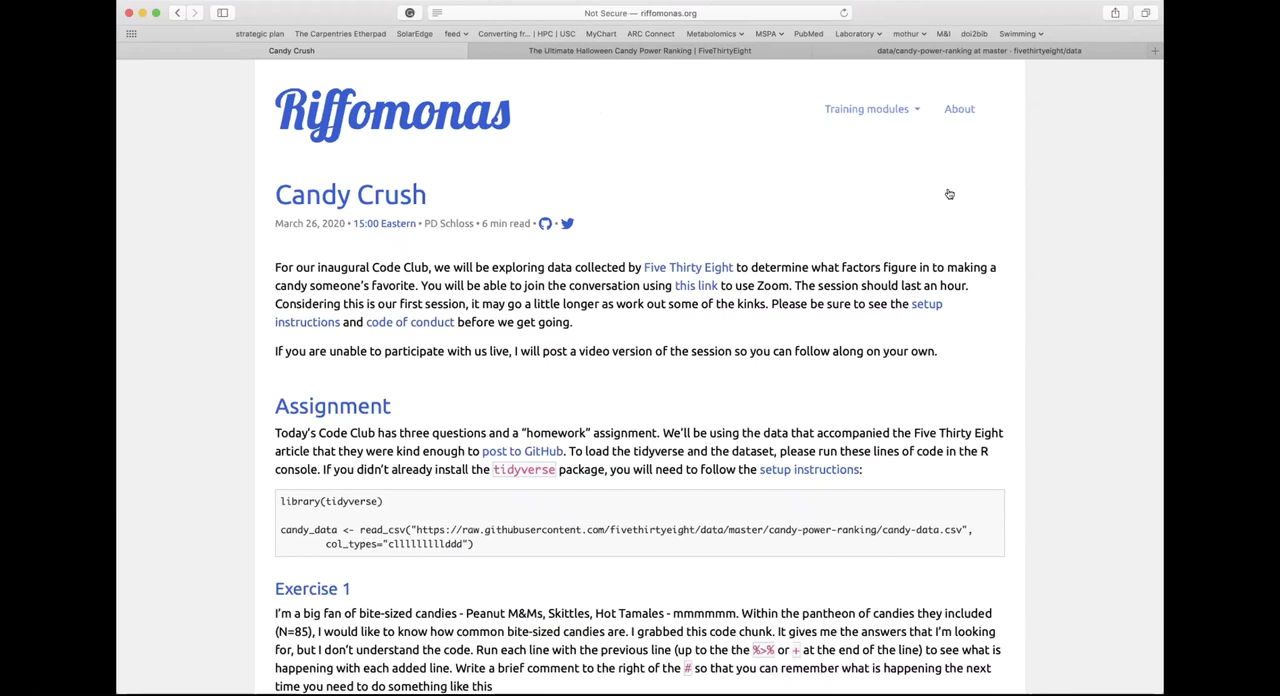 Not Secure — riffomonas.org
strategic plan The Carpentries Etherpad SolarEdge feed Converting fr... | HPC | USC MyChart ARC Connect Metabolomics MSPA PubMed Laboratory mothur M&I doi2bib Swimming
Candy Crush The Ultimate Halloween Candy Power Ranking | FiveThirtyEight data/candy-power-ranking at master · fivethirtyeight/data
Riffomonas
Training modules About
Candy Crush
March 26, 2020 • 15:00 Eastern • PD Schloss • 6 min read • •
For our inaugural Code Club, we will be exploring data collected by Five Thirty Eight to determine what factors figure in to making a
candy someone's favorite. You will be able to join the conversation using this link to use Zoom. The session should last an hour.
Considering this is our first session, it may go a little longer as work out some of the kinks. Please be sure to see the setup
instructions and code of conduct before we get going.
If you are unable to participate with us live, I will post a video version of the session so you can follow along on your own.
Assignment
Today's Code Club has three questions and a “homework” assignment. We'll be using the data that accompanied the Five Thirty Eight
article that they were kind enough to post to GitHub. To load the tidyverse and the dataset, please run these lines of code in the R
console. If you didn't already install the tidyverse package, you will need to follow the setup instructions:
library(tidyverse)
candy_data <- read_csv("https://raw.githubusercontent.com/fivethirtyeight/data/master/candy-power-ranking/candy-data.csv",
col_types="clllllllllddd")
Exercise 1
I'm a big fan of bite-sized candies - Peanut M&Ms, Skittles, Hot Tamales - mmmmmm. Within the pantheon of candies they included
(N=85), I would like to know how common bite-sized candies are. I grabbed this code chunk. It gives me the answers that I'm looking
for, but I don't understand the code. Run each line with the previous line (up to the the %>% or + at the end of the line) to see what is
happening with each added line. Write a brief comment to the right of the # so that you can remember what is happening the next
time you need to do something like this